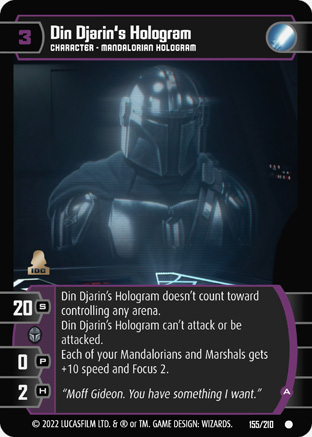 3
Din Djarin's Hologram
CHARACTER - MANDALORIAN HOLOGRAM
IDC
20 S
0 P
2 H
Din Djarin's Hologram doesn't count toward
controlling any arena.
Din Djarin's Hologram can't attack or be
attacked.
Each of your Mandalorians and Marshals gets
+10 speed and Focus 2.
"Moff Gideon. You have something I want."
A
© 2022 LUCASFILM LTD. & ® or TM. GAME DESIGN: WIZARDS.
155/210